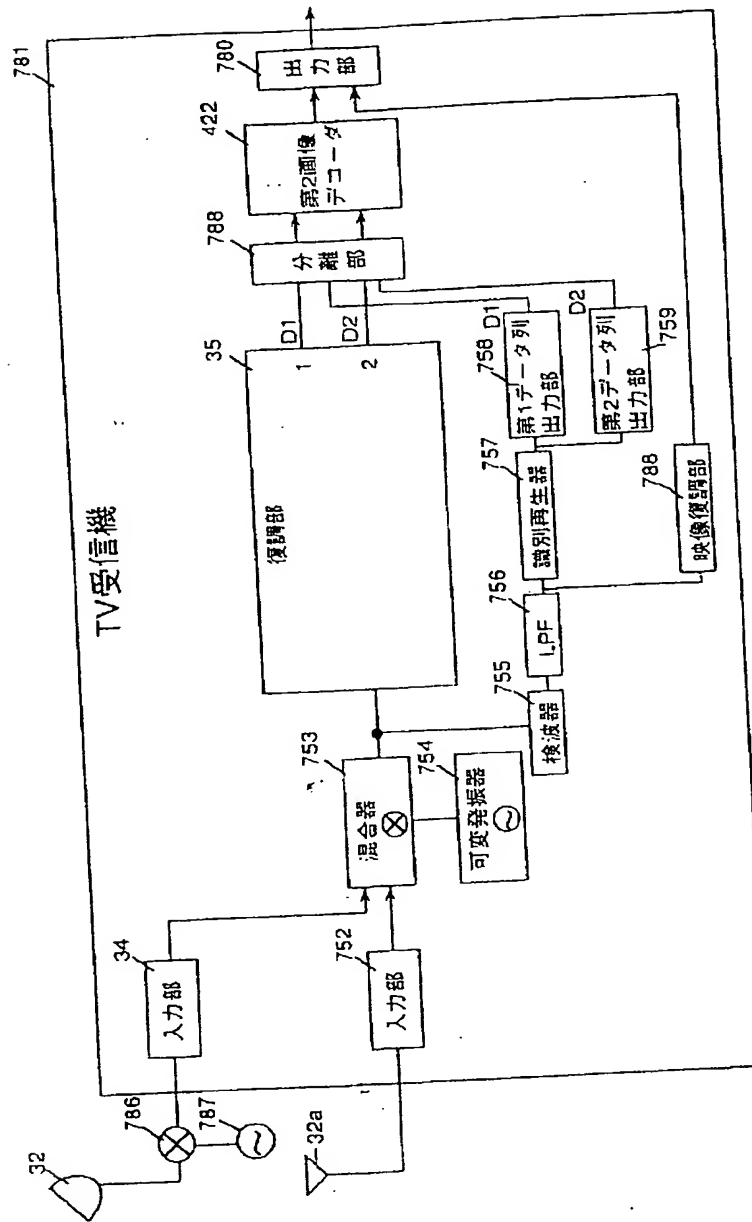 TV受信機
781
32
786
787
34
入力部
32a
752
入力部
753
混合器
754
可変発振器
35
復調部
1
2
D1
D2
788
分離部
422
第2画像
デコーダ
780
出力部
755
検波器
756
LPF
757
識別再生器
758
第1データ列
出力部
D1
759
第2データ列
出力部
D2
788
映像復調部